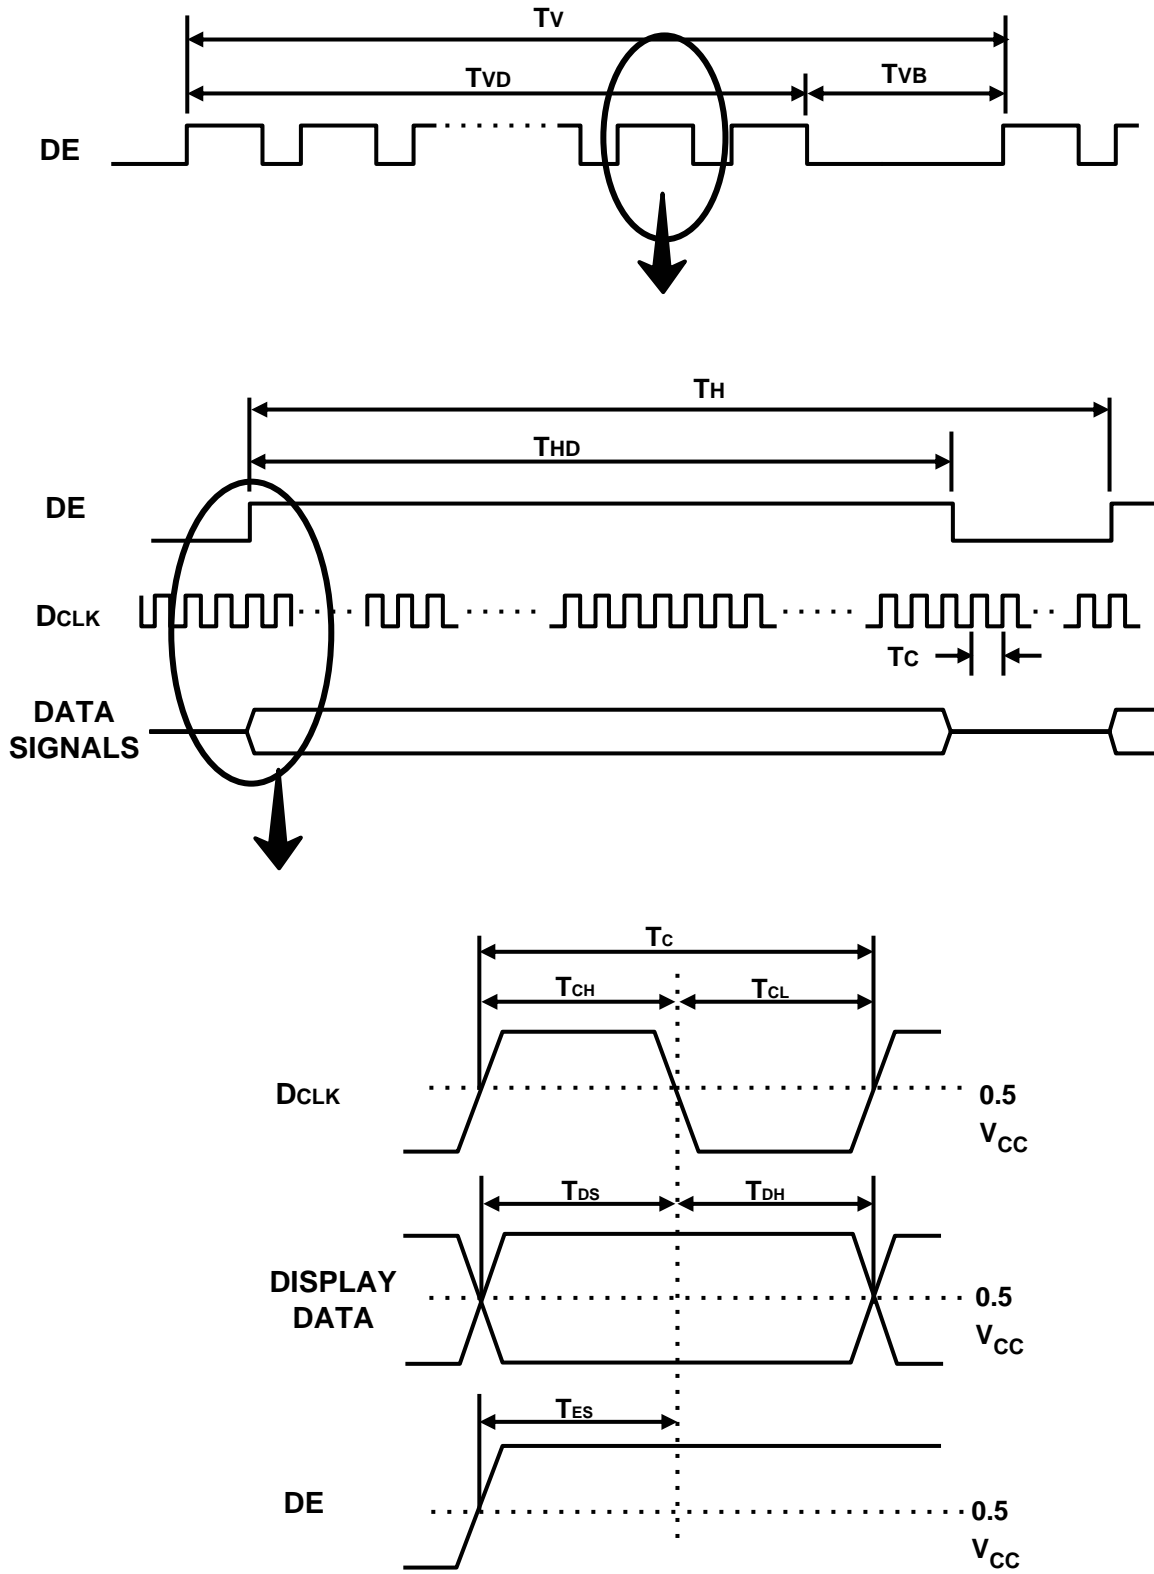 TV
TVD
TVB
DE
TH
THD
DE
DCLK
TC
DATA
SIGNALS
TC
TCH
TCL
DCLK
0.5
VCC
TDS
TDH
DISPLAY
DATA
0.5
VCC
TES
DE
0.5
VCC